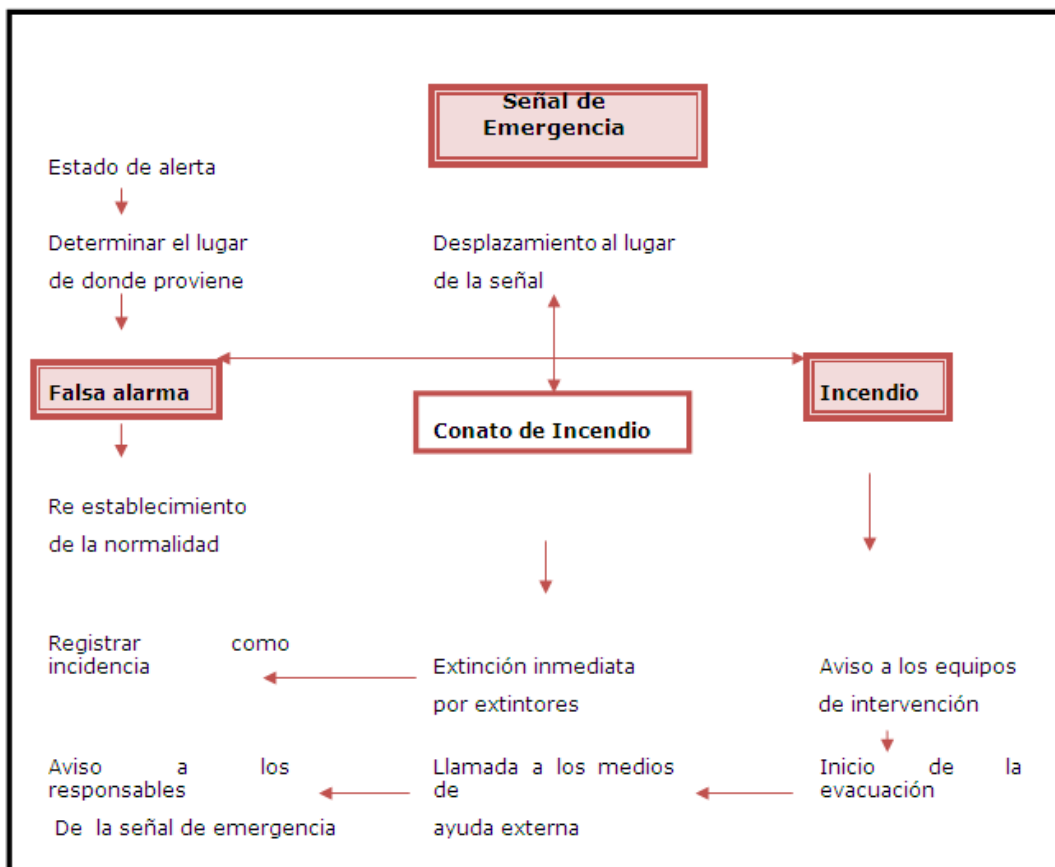 Señal de
Emergencia
Estado de alerta
Determinar el lugar
de donde proviene
Desplazamiento al lugar
de la señal
Falsa alarma
Conato de Incendio
Incendio
Re establecimiento
de la normalidad
Registrar como
incidencia
Extinción inmediata
por extintores
Aviso a los equipos
de intervención
Aviso a los
responsables
De la señal de emergencia
Llamada a los medios
de
ayuda externa
Inicio de la
evacuación